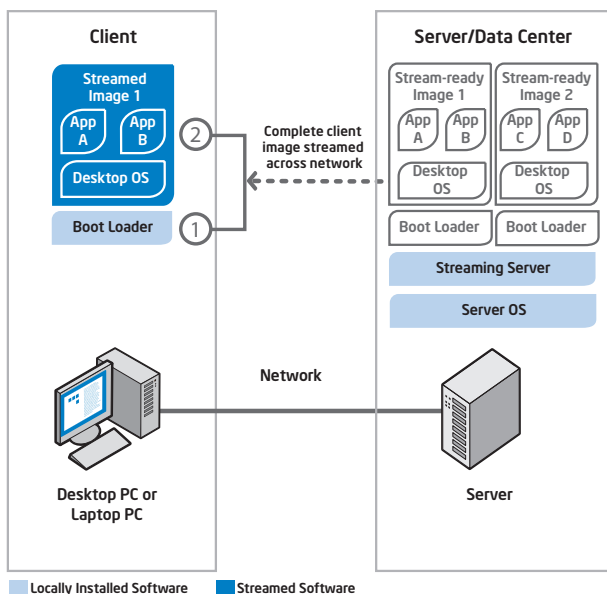 Client
Streamed
Image 1
App
A
App
B
Desktop OS
Boot Loader
2
1
Complete client
image streamed
across network
Server/Data Center
Stream-ready
Image 1
App
A
App
B
Desktop
OS
Stream-ready
Image 2
App
C
App
D
Desktop
OS
Boot Loader
Boot Loader
Streaming Server
Server OS
Network
Desktop PC or
Laptop PC
Server
Locally Installed Software
Streamed Software